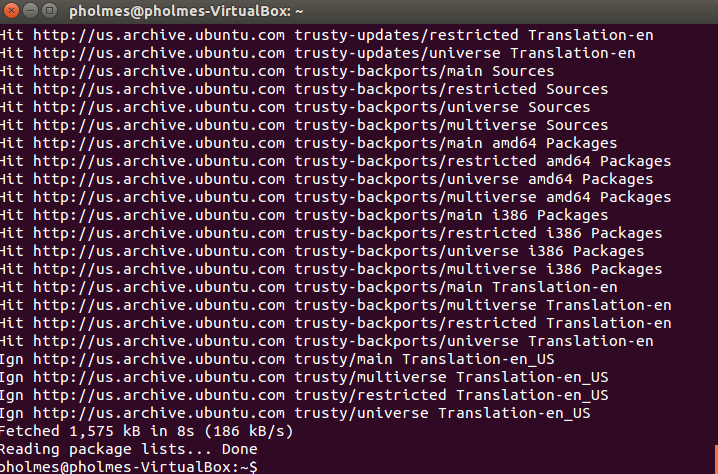 pholmes@pholmes-VirtualBox: ~
Hit http://us.archive.ubuntu.com trusty-updates/restricted Translation-en
Hit http://us.archive.ubuntu.com trusty-updates/universe Translation-en
Hit http://us.archive.ubuntu.com trusty-backports/main Sources
Hit http://us.archive.ubuntu.com trusty-backports/restricted Sources
Hit http://us.archive.ubuntu.com trusty-backports/universe Sources
Hit http://us.archive.ubuntu.com trusty-backports/multiverse Sources
Hit http://us.archive.ubuntu.com trusty-backports/main amd64 Packages
Hit http://us.archive.ubuntu.com trusty-backports/restricted amd64 Packages
Hit http://us.archive.ubuntu.com trusty-backports/universe amd64 Packages
Hit http://us.archive.ubuntu.com trusty-backports/multiverse amd64 Packages
Hit http://us.archive.ubuntu.com trusty-backports/main i386 Packages
Hit http://us.archive.ubuntu.com trusty-backports/restricted i386 Packages
Hit http://us.archive.ubuntu.com trusty-backports/universe i386 Packages
Hit http://us.archive.ubuntu.com trusty-backports/multiverse i386 Packages
Hit http://us.archive.ubuntu.com trusty-backports/main Translation-en
Hit http://us.archive.ubuntu.com trusty-backports/multiverse Translation-en
Hit http://us.archive.ubuntu.com trusty-backports/restricted Translation-en
Hit http://us.archive.ubuntu.com trusty-backports/universe Translation-en
Ign http://us.archive.ubuntu.com trusty/main Translation-en_US
Ign http://us.archive.ubuntu.com trusty/multiverse Translation-en_US
Ign http://us.archive.ubuntu.com trusty/restricted Translation-en_US
Ign http://us.archive.ubuntu.com trusty/universe Translation-en_US
Fetched 1,575 kB in 8s (186 kB/s)
Reading package lists... Done
pholmes@pholmes-VirtualBox:~$